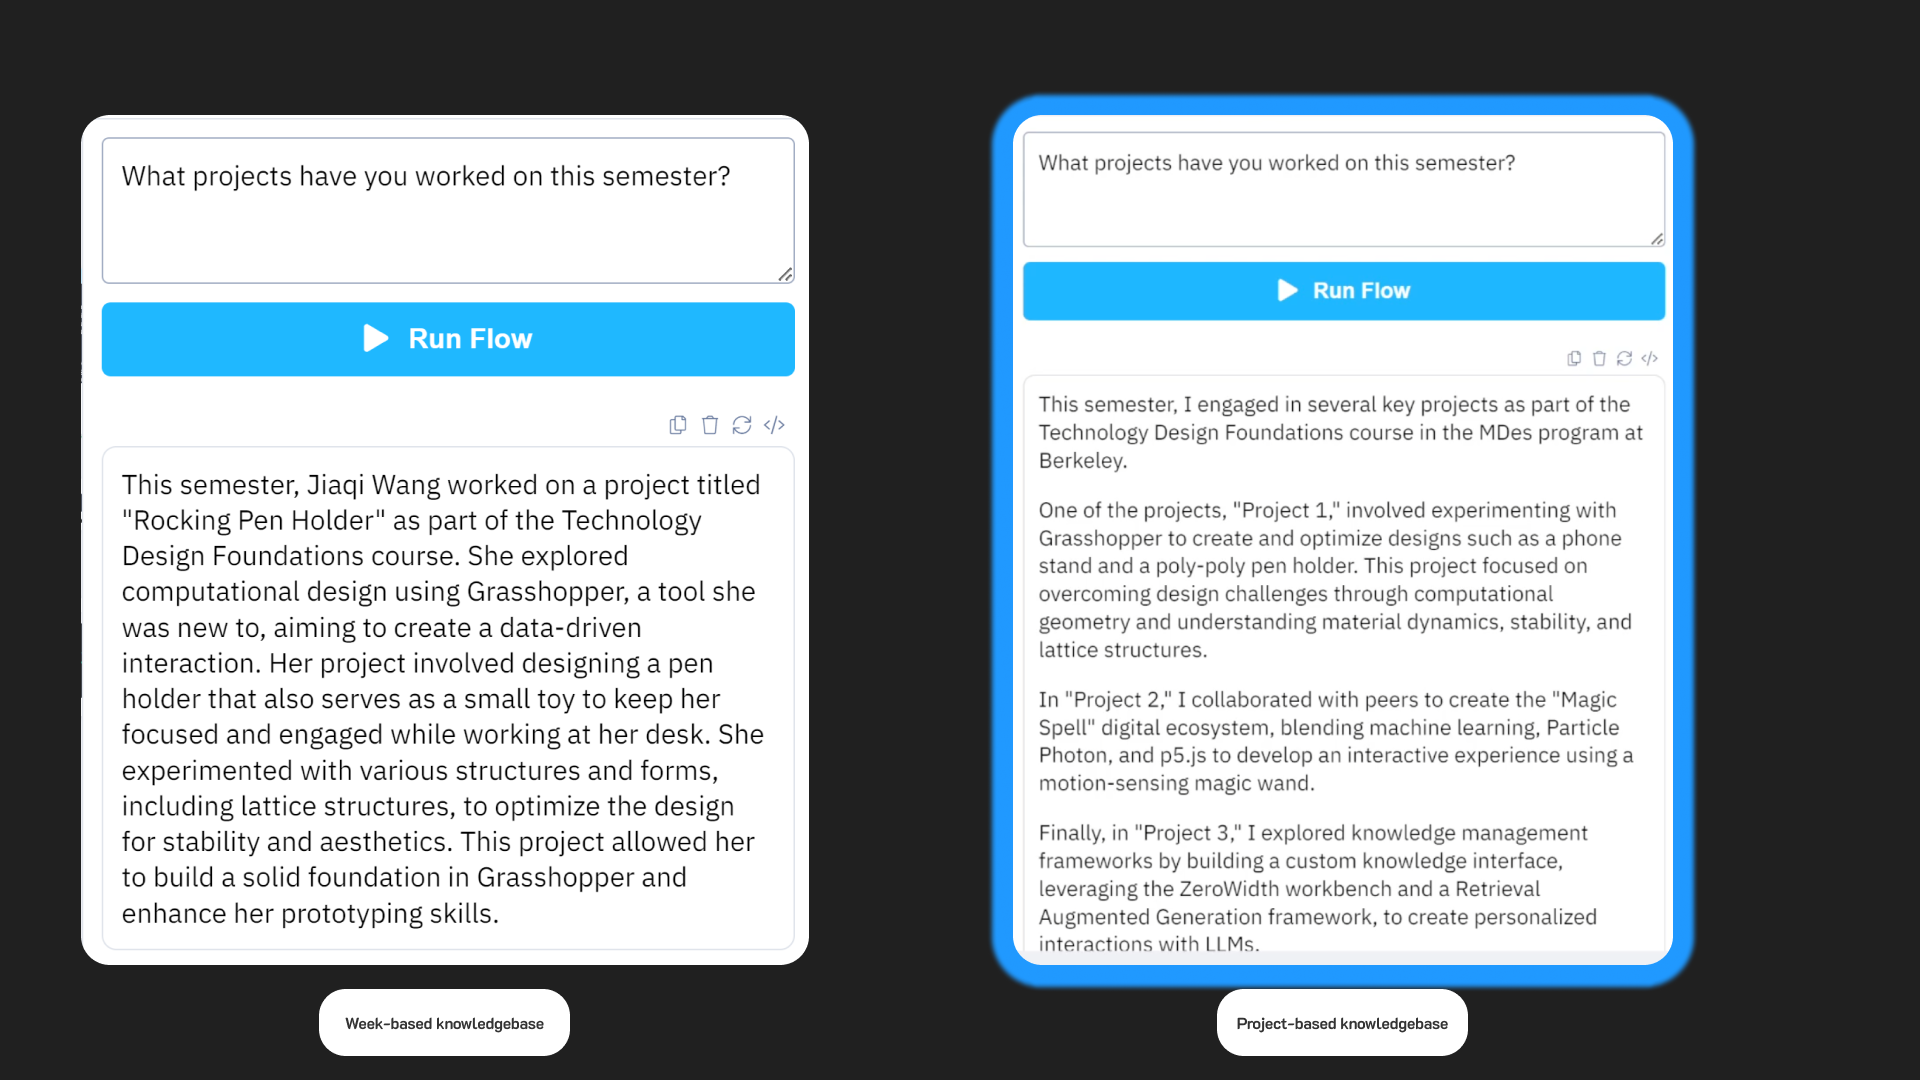 What projects have you worked on this semester?
Run Flow
This semester, Jiaqi Wang worked on a project titled
"Rocking Pen Holder" as part of the Technology
Design Foundations course. She explored
computational design using Grasshopper, a tool she
was new to, aiming to create a data-driven
interaction. Her project involved designing a pen
holder that also serves as a small toy to keep her
focused and engaged while working at her desk. She
experimented with various structures and forms,
including lattice structures, to optimize the design
for stability and aesthetics. This project allowed her
to build a solid foundation in Grasshopper and
enhance her prototyping skills.
Week-based knowledgebase
What projects have you worked on this semester?
Run Flow
This semester, I engaged in several key projects as part of the
Technology Design Foundations course in the MDes program at
Berkeley.
One of the projects, "Project 1," involved experimenting with
Grasshopper to create and optimize designs such as a phone
stand and a poly-poly pen holder. This project focused on
overcoming design challenges through computational
geometry and understanding material dynamics, stability, and
lattice structures.
In "Project 2," I collaborated with peers to create the "Magic
Spell" digital ecosystem, blending machine learning, Particle
Photon, and p5.js to develop an interactive experience using a
motion-sensing magic wand.
Finally, in "Project 3," I explored knowledge management
frameworks by building a custom knowledge interface,
leveraging the ZeroWidth workbench and a Retrieval
Augmented Generation framework, to create personalized
interactions with LLMs.
Project-based knowledgebase